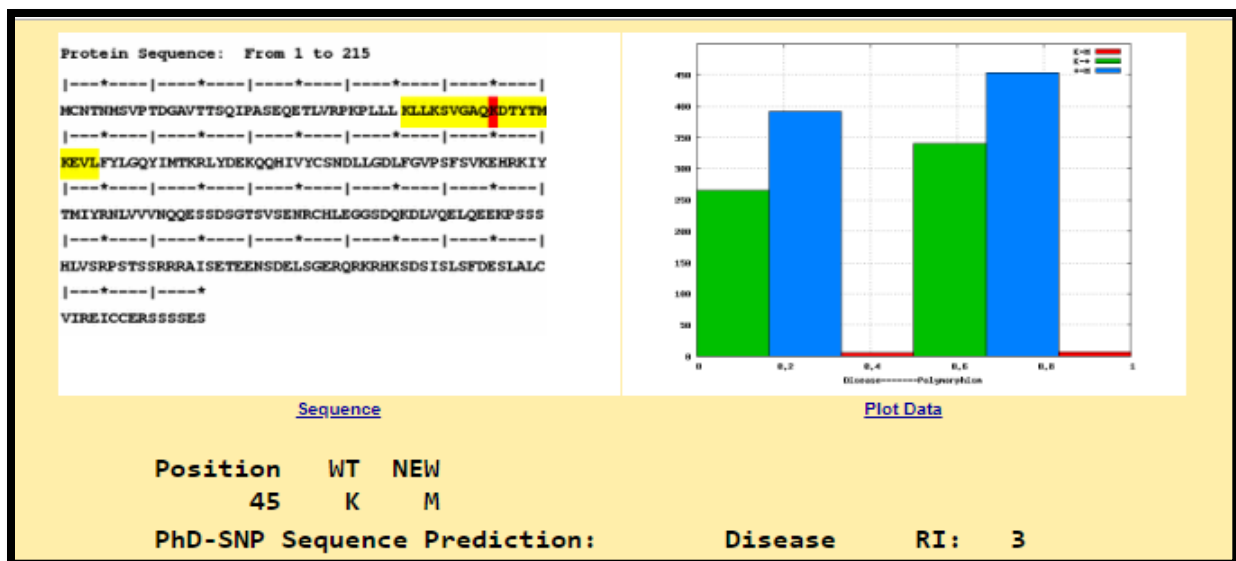 Protein Sequence: From 1 to 215
|---*----|----*----|----*----|----*----|----*----|
MCNTNMSVPTDGAVTTSQIPASEQETLVRPKPLLL KLLKSVGAQKDTYTM
|---*----|----*----|----*----|----*----|----*----|
KEVLFYLGQYIMTKRLYDEKQQHIVYCSNDLLGDLFGVPSFSVKEHRKIY
|---*----|----*----|----*----|----*----|----*----|
TMIYRNLVVVNQQESSDSGTSVSENRCHLEGGSDQKDLVQELQEEKPSSS
|---*----|----*----|----*----|----*----|----*----|
HLVSRPSTSSRRRAISETEENSDELSGERQRKRHKSDSISLSFDESLALC
|---*----|----*
VIREICCERSSSSES
Sequence
K-M
K-+
+-M
450
400
350
300
250
200
150
100
50
0
0 0,2 0,4 0,6 0,8 1
Disease-------Polymorphism
Plot Data
Position WT NEW
45 K M
PhD-SNP Sequence Prediction: Disease RI: 3